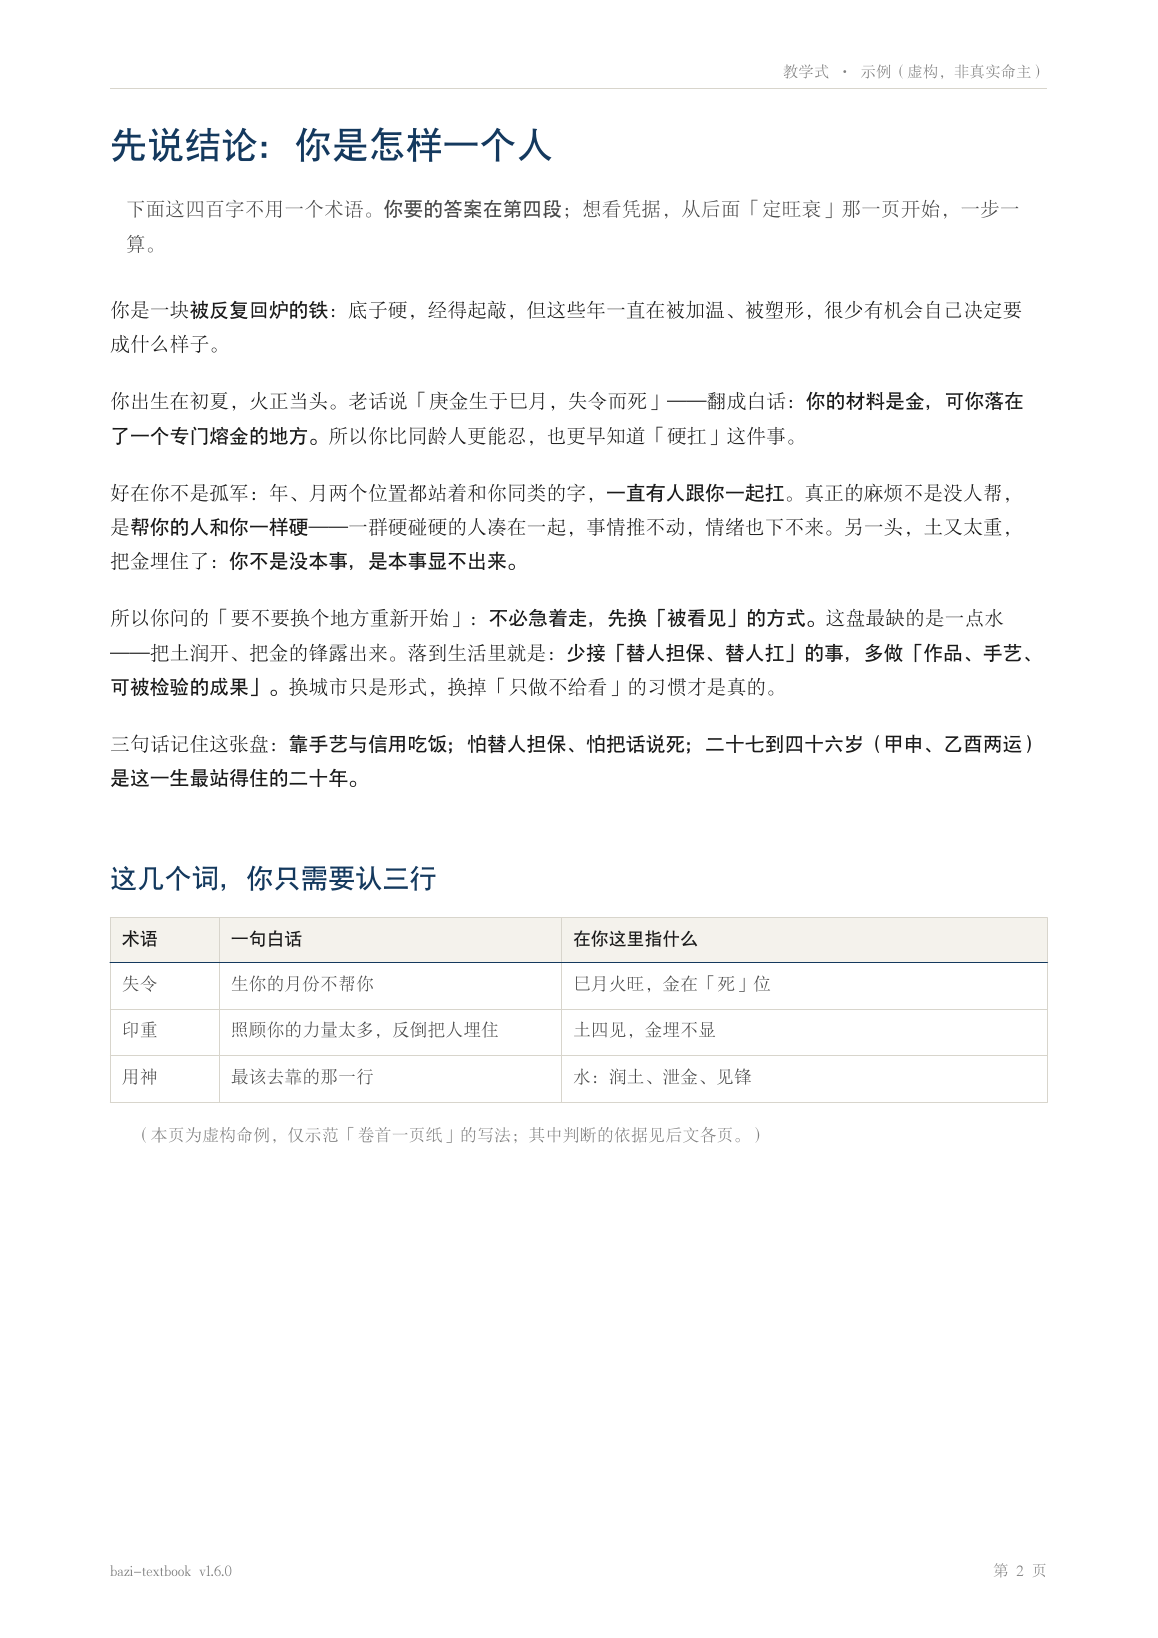 教学式 · 示例（虚构，非真实命主）
先说结论：你是怎样一个人
下面这四百字不用一个术语。你要的答案在第四段；想看凭据，从后面「定旺衰」那一页开始，一步一
算。
你是一块被反复回炉的铁：底子硬，经得起敲，但这些年一直在被加温、被塑形，很少有机会自己决定要
成什么样子。
你出生在初夏，火正当头。老话说「庚金生于巳月，失令而死」——翻成白话：你的材料是金，可你落在
了一个专门熔金的地方。所以你比同龄人更能忍，也更早知道「硬扛」这件事。
好在你不是孤军：年、月两个位置都站着和你同类的字，一直有人跟你一起扛。真正的麻烦不是没人帮，
是帮你的人和你一样硬——一群硬碰硬的人凑在一起，事情推不动，情绪也下不来。另一头，土又太重，
把金埋住了：你不是没本事，是本事显不出来。
所以你问的「要不要换个地方重新开始」：不必急着走，先换「被看见」的方式。这盘最缺的是一点水
——把土润开、把金的锋露出来。落到生活里就是：少接「替人担保、替人扛」的事，多做「作品、手艺、
可被检验的成果」。换城市只是形式，换掉「只做不给看」的习惯才是真的。
三句话记住这张盘：靠手艺与信用吃饭；怕替人担保、怕把话说死；二十七到四十六岁（甲申、乙酉两运）
是这一生最站得住的二十年。
这几个词，你只需要认三行
术语 一句白话 在你这里指什么
失令 生你的月份不帮你 巳月火旺，金在「死」位
印重 照顾你的力量太多，反倒把人埋住 土四见，金埋不显
用神 最该去靠的那一行 水：润土、泄金、见锋
（本页为虚构命例，仅示范「卷首一页纸」的写法；其中判断的依据见后文各页。）
bazi-textbook v1.6.0
第 2 页